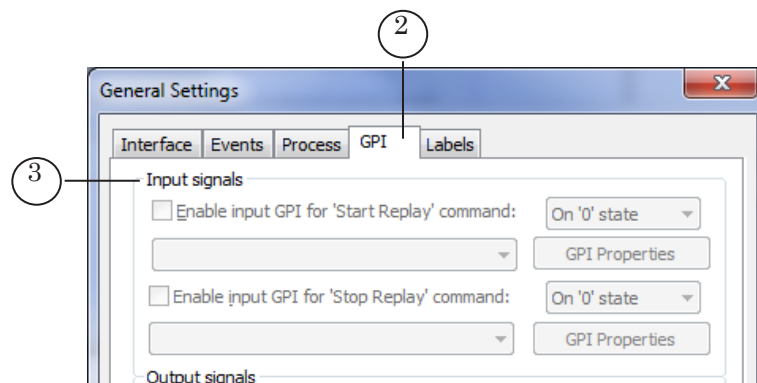 2
General Settings
Interface Events Process GPI Labels
3
Input signals
Enable input GPI for 'Start Replay' command: On '0' state
GPI Properties
Enable input GPI for 'Stop Replay' command: On '0' state
GPI Properties
Output signals